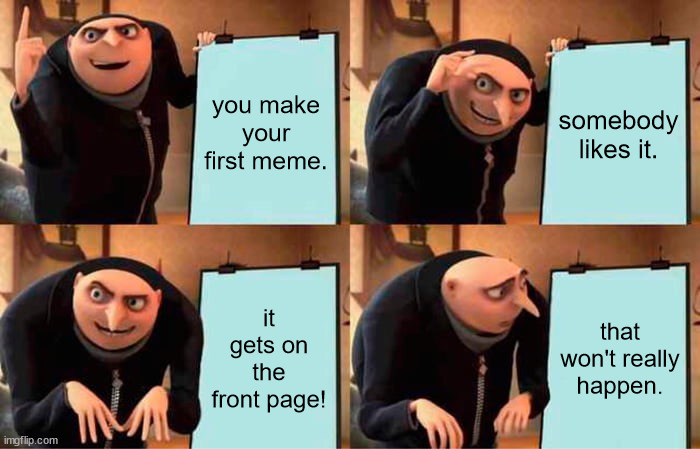 you make
your
first meme.
somebody
likes it.
it
gets on
the
front page!
that
won't really
happen.
imgflip.com